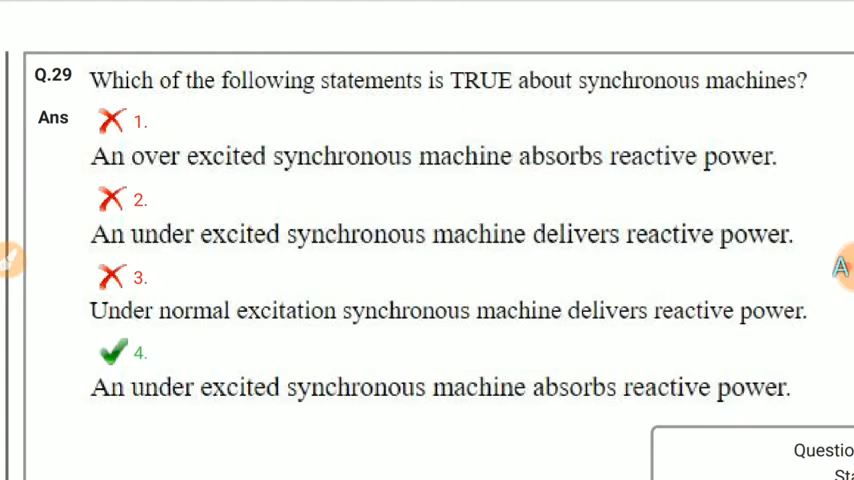 Q.29 Which of the following statements is TRUE about synchronous machines?
Ans 1.
An over excited synchronous machine absorbs reactive power.
2.
An under excited synchronous machine delivers reactive power.
3.
A
Under normal excitation synchronous machine delivers reactive power.
4.
An under excited synchronous machine absorbs reactive power.